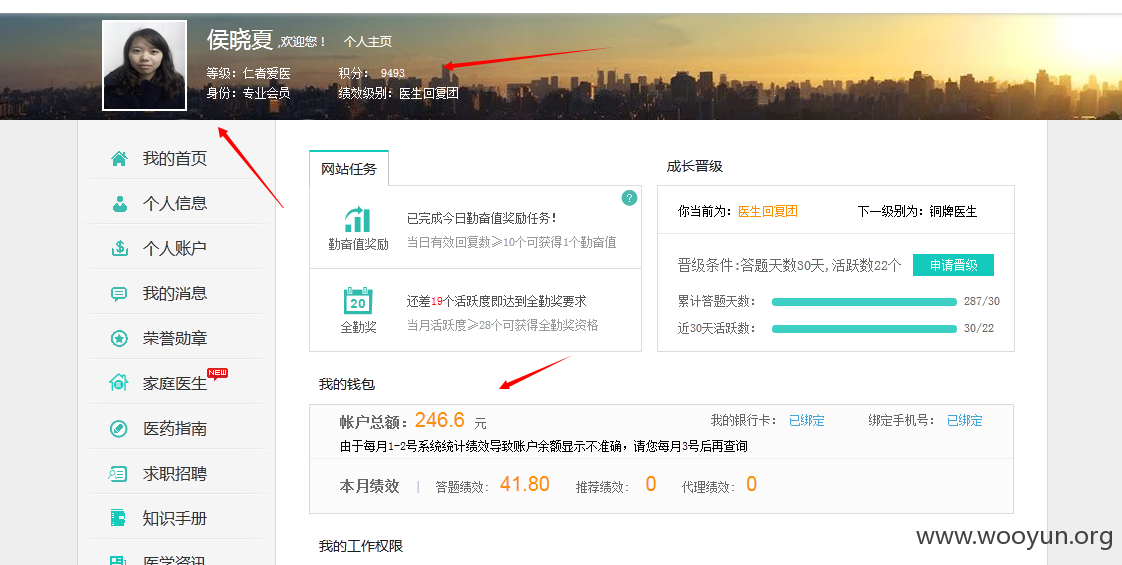 侯晓夏 ,欢迎您！ 个人主页
等级：仁者爱医 积分： 9493
身份：专业会员 绩效级别：医生回复团
我的首页
个人信息
个人账户
我的消息
荣誉勋章
家庭医生 NEW
医药指南
求职招聘
知识手册
医学资讯
网站任务
?
勤奋值奖励
已完成今日勤奋值奖励任务！
当日有效回复数≥10个可获得1个勤奋值
20
全勤奖
还差19个活跃度即达到全勤奖要求
当月活跃度≥28个可获得全勤奖资格
成长晋级
你当前为：医生回复团 下一级别为：铜牌医生
晋级条件:答题天数30天,活跃数22个 申请晋级
累计答题天数： 287/30
近30天活跃数： 30/22
我的钱包
帐户总额：246.6 元 我的银行卡： 已绑定 绑定手机号： 已绑定
由于每月1-2号系统统计绩效导致账户余额显示不准确，请您每月3号后再查询
本月绩效 | 答题绩效： 41.80 推荐绩效： 0 代理绩效： 0
我的工作权限
www.wooyun.org